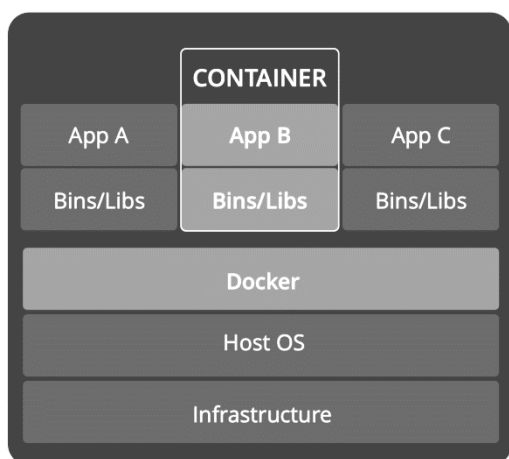 CONTAINER
App A App B App C
Bins/Libs Bins/Libs Bins/Libs
Docker
Host OS
Infrastructure